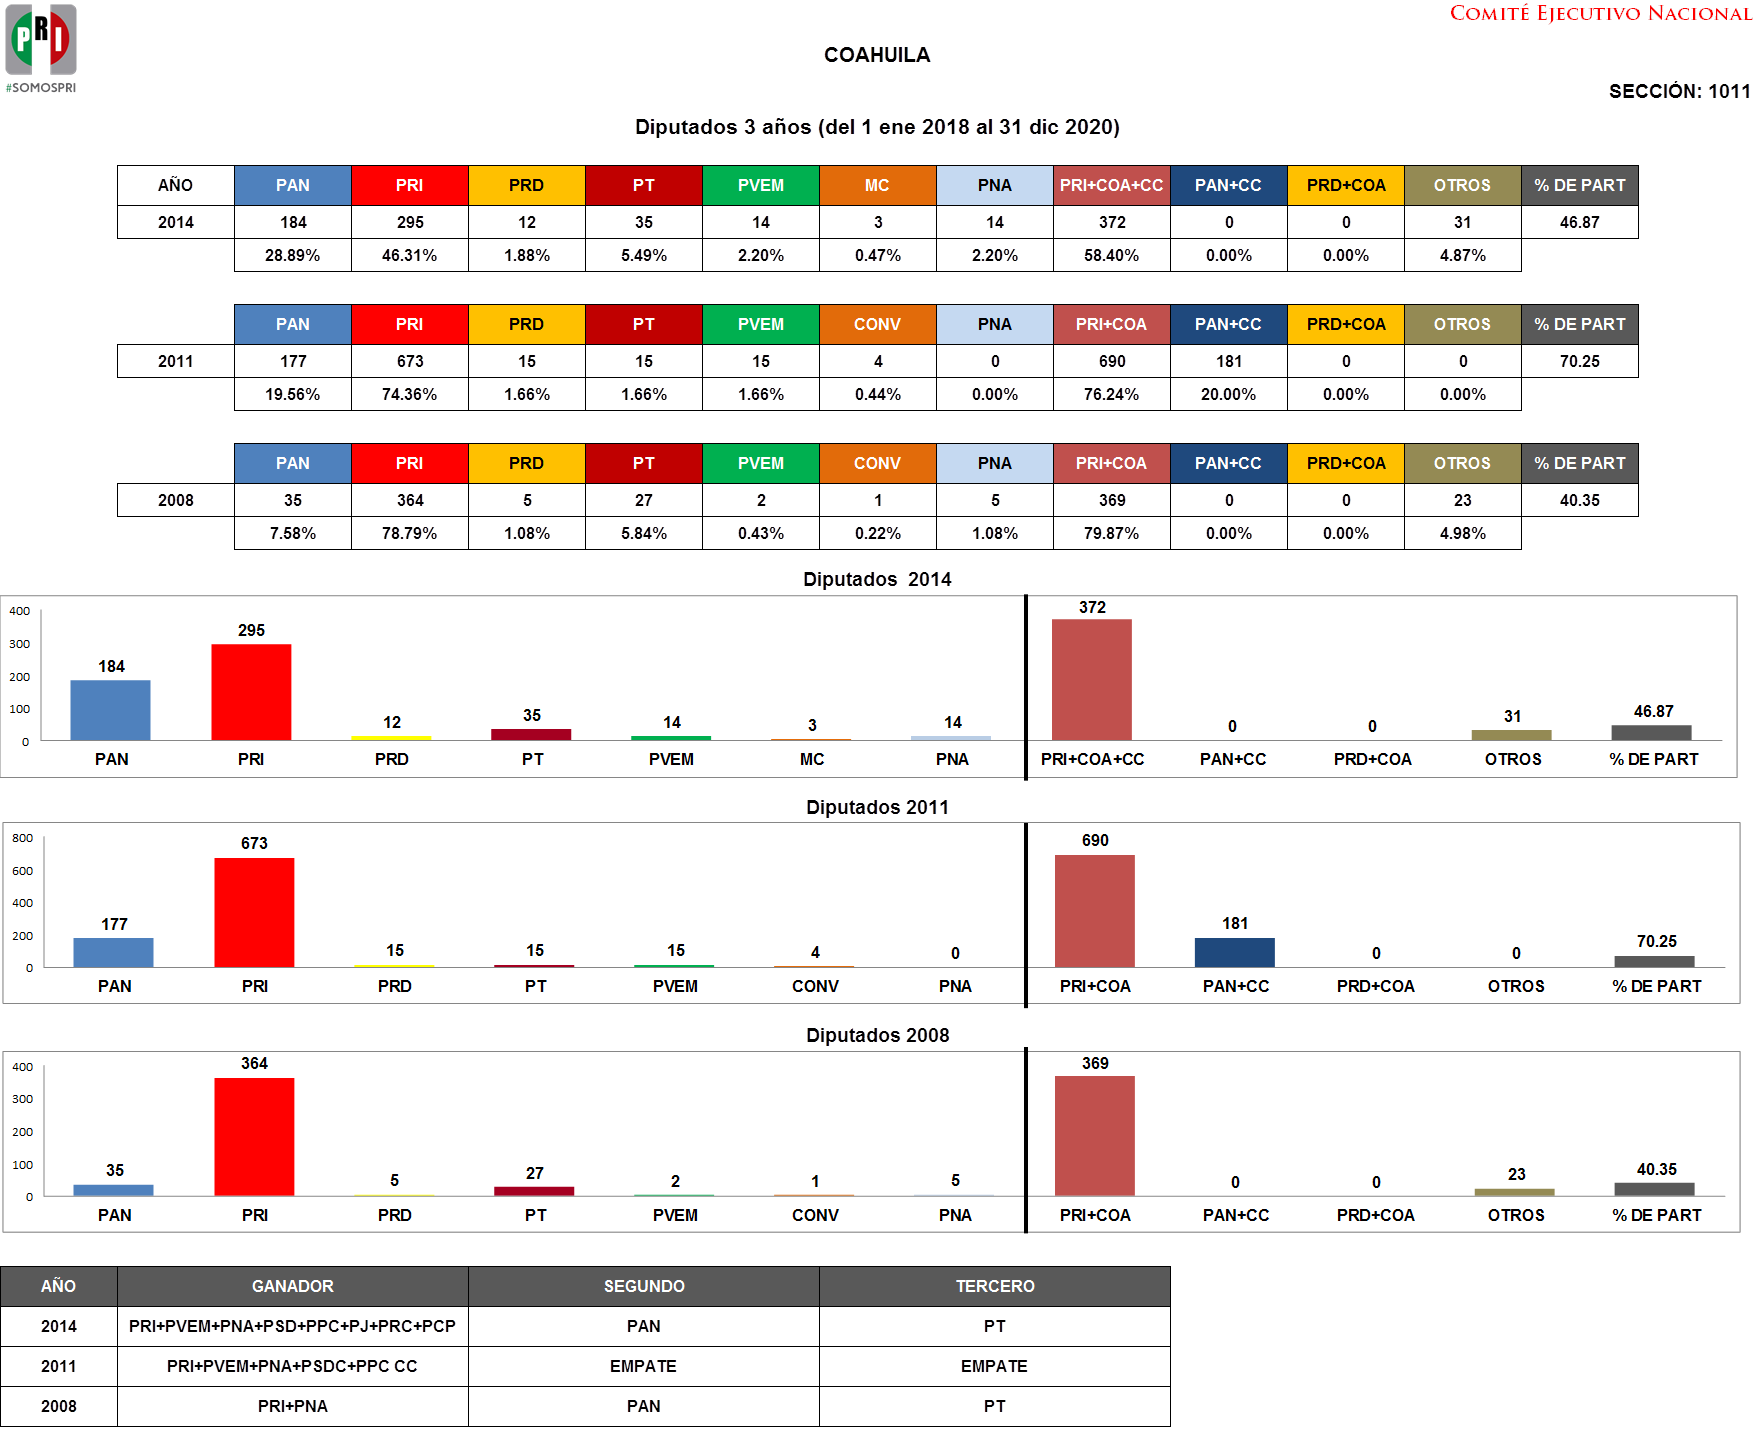 COMITÉ EJECUTIVO NACIONAL
PRI
#SOMOSPRI
COAHUILA
SECCIÓN: 1011
Diputados 3 años (del 1 ene 2018 al 31 dic 2020)
AÑO PAN PRI PRD PT PVEM MC PNA PRI+COA+CC PAN+CC PRD+COA OTROS % DE PART
2014 184 295 12 35 14 3 14 372 0 0 31 46.87
28.89% 46.31% 1.88% 5.49% 2.20% 0.47% 2.20% 58.40% 0.00% 0.00% 4.87%
PAN PRI PRD PT PVEM CONV PNA PRI+COA PAN+CC PRD+COA OTROS % DE PART
2011 177 673 15 15 15 4 0 690 181 0 0 70.25
19.56% 74.36% 1.66% 1.66% 1.66% 0.44% 0.00% 76.24% 20.00% 0.00% 0.00%
PAN PRI PRD PT PVEM CONV PNA PRI+COA PAN+CC PRD+COA OTROS % DE PART
2008 35 364 5 27 2 1 5 369 0 0 23 40.35
7.58% 78.79% 1.08% 5.84% 0.43% 0.22% 1.08% 79.87% 0.00% 0.00% 4.98%
Diputados 2014
400
300
200
100
0
184 295 12 35 14 3 14 372 0 0 31 46.87
PAN PRI PRD PT PVEM MC PNA PRI+COA+CC PAN+CC PRD+COA OTROS % DE PART
Diputados 2011
800
600
400
200
0
177 673 15 15 15 4 0 690 181 0 0 70.25
PAN PRI PRD PT PVEM CONV PNA PRI+COA PAN+CC PRD+COA OTROS % DE PART
Diputados 2008
400
300
200
100
0
35 364 5 27 2 1 5 369 0 0 23 40.35
PAN PRI PRD PT PVEM CONV PNA PRI+COA PAN+CC PRD+COA OTROS % DE PART
AÑO GANADOR SEGUNDO TERCERO
2014 PRI+PVEM+PNA+PSD+PPC+PJ+PRC+PCP PAN PT
2011 PRI+PVEM+PNA+PSDC+PPC CC EMPATE EMPATE
2008 PRI+PNA PAN PT